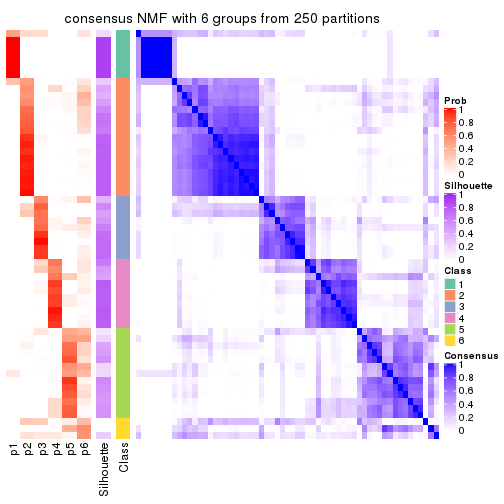 consensus NMF with 6 groups from 250 partitions
Prob
1
0.8
0.6
0.4
0.2
0
Silhouette
1
0.8
0.6
0.4
0.2
0
Class
1
2
3
4
5
6
Consensus
1
0.8
0.6
0.4
0.2
0
p1
p2
p3
p4
p5
p6
Silhouette
Class